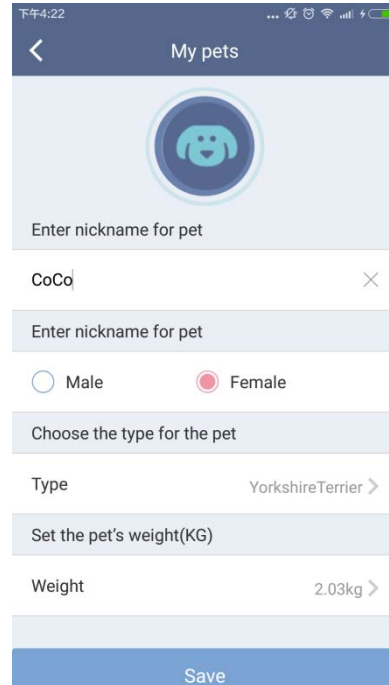 下午4:22
My pets
Enter nickname for pet
CoCo
Enter nickname for pet
Male Female
Choose the type for the pet
Type YorkshireTerrier
Set the pet's weight(KG)
Weight 2.03kg
Save